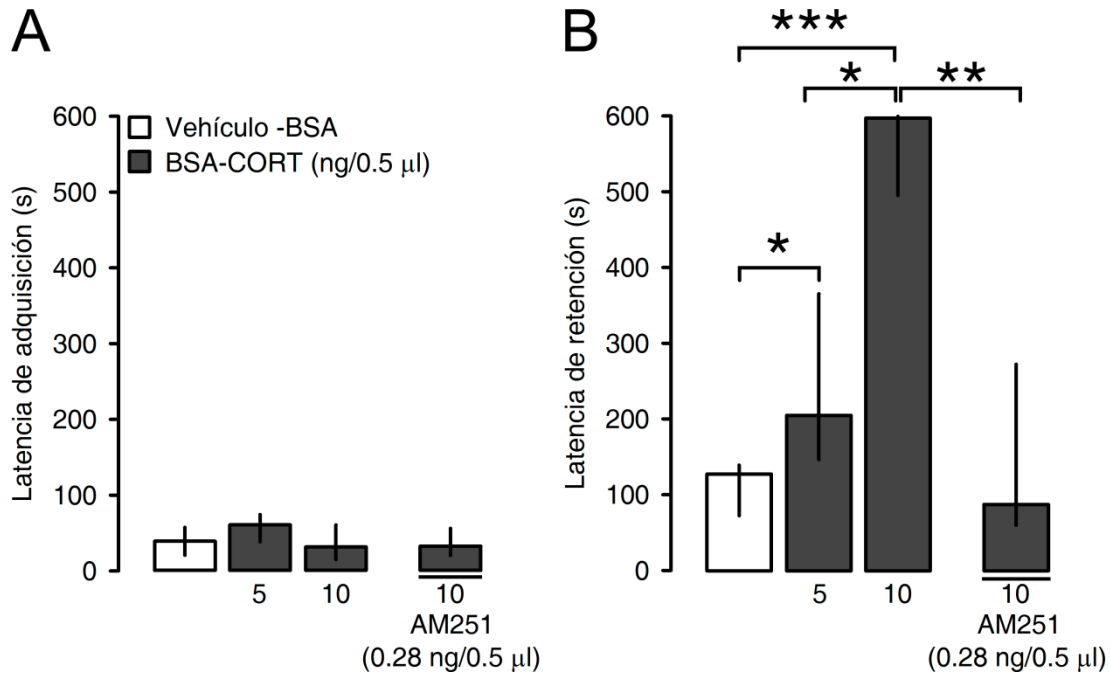 A
Latencia de adquisición (s)
600
500
400
300
200
100
0
Vehículo -BSA
BSA-CORT (ng/0.5 µl)
5
10
10
AM251
(0.28 ng/0.5 µl)
B
Latencia de retención (s)
600
500
400
300
200
100
0
***
*
**
*
5
10
10
AM251
(0.28 ng/0.5 µl)